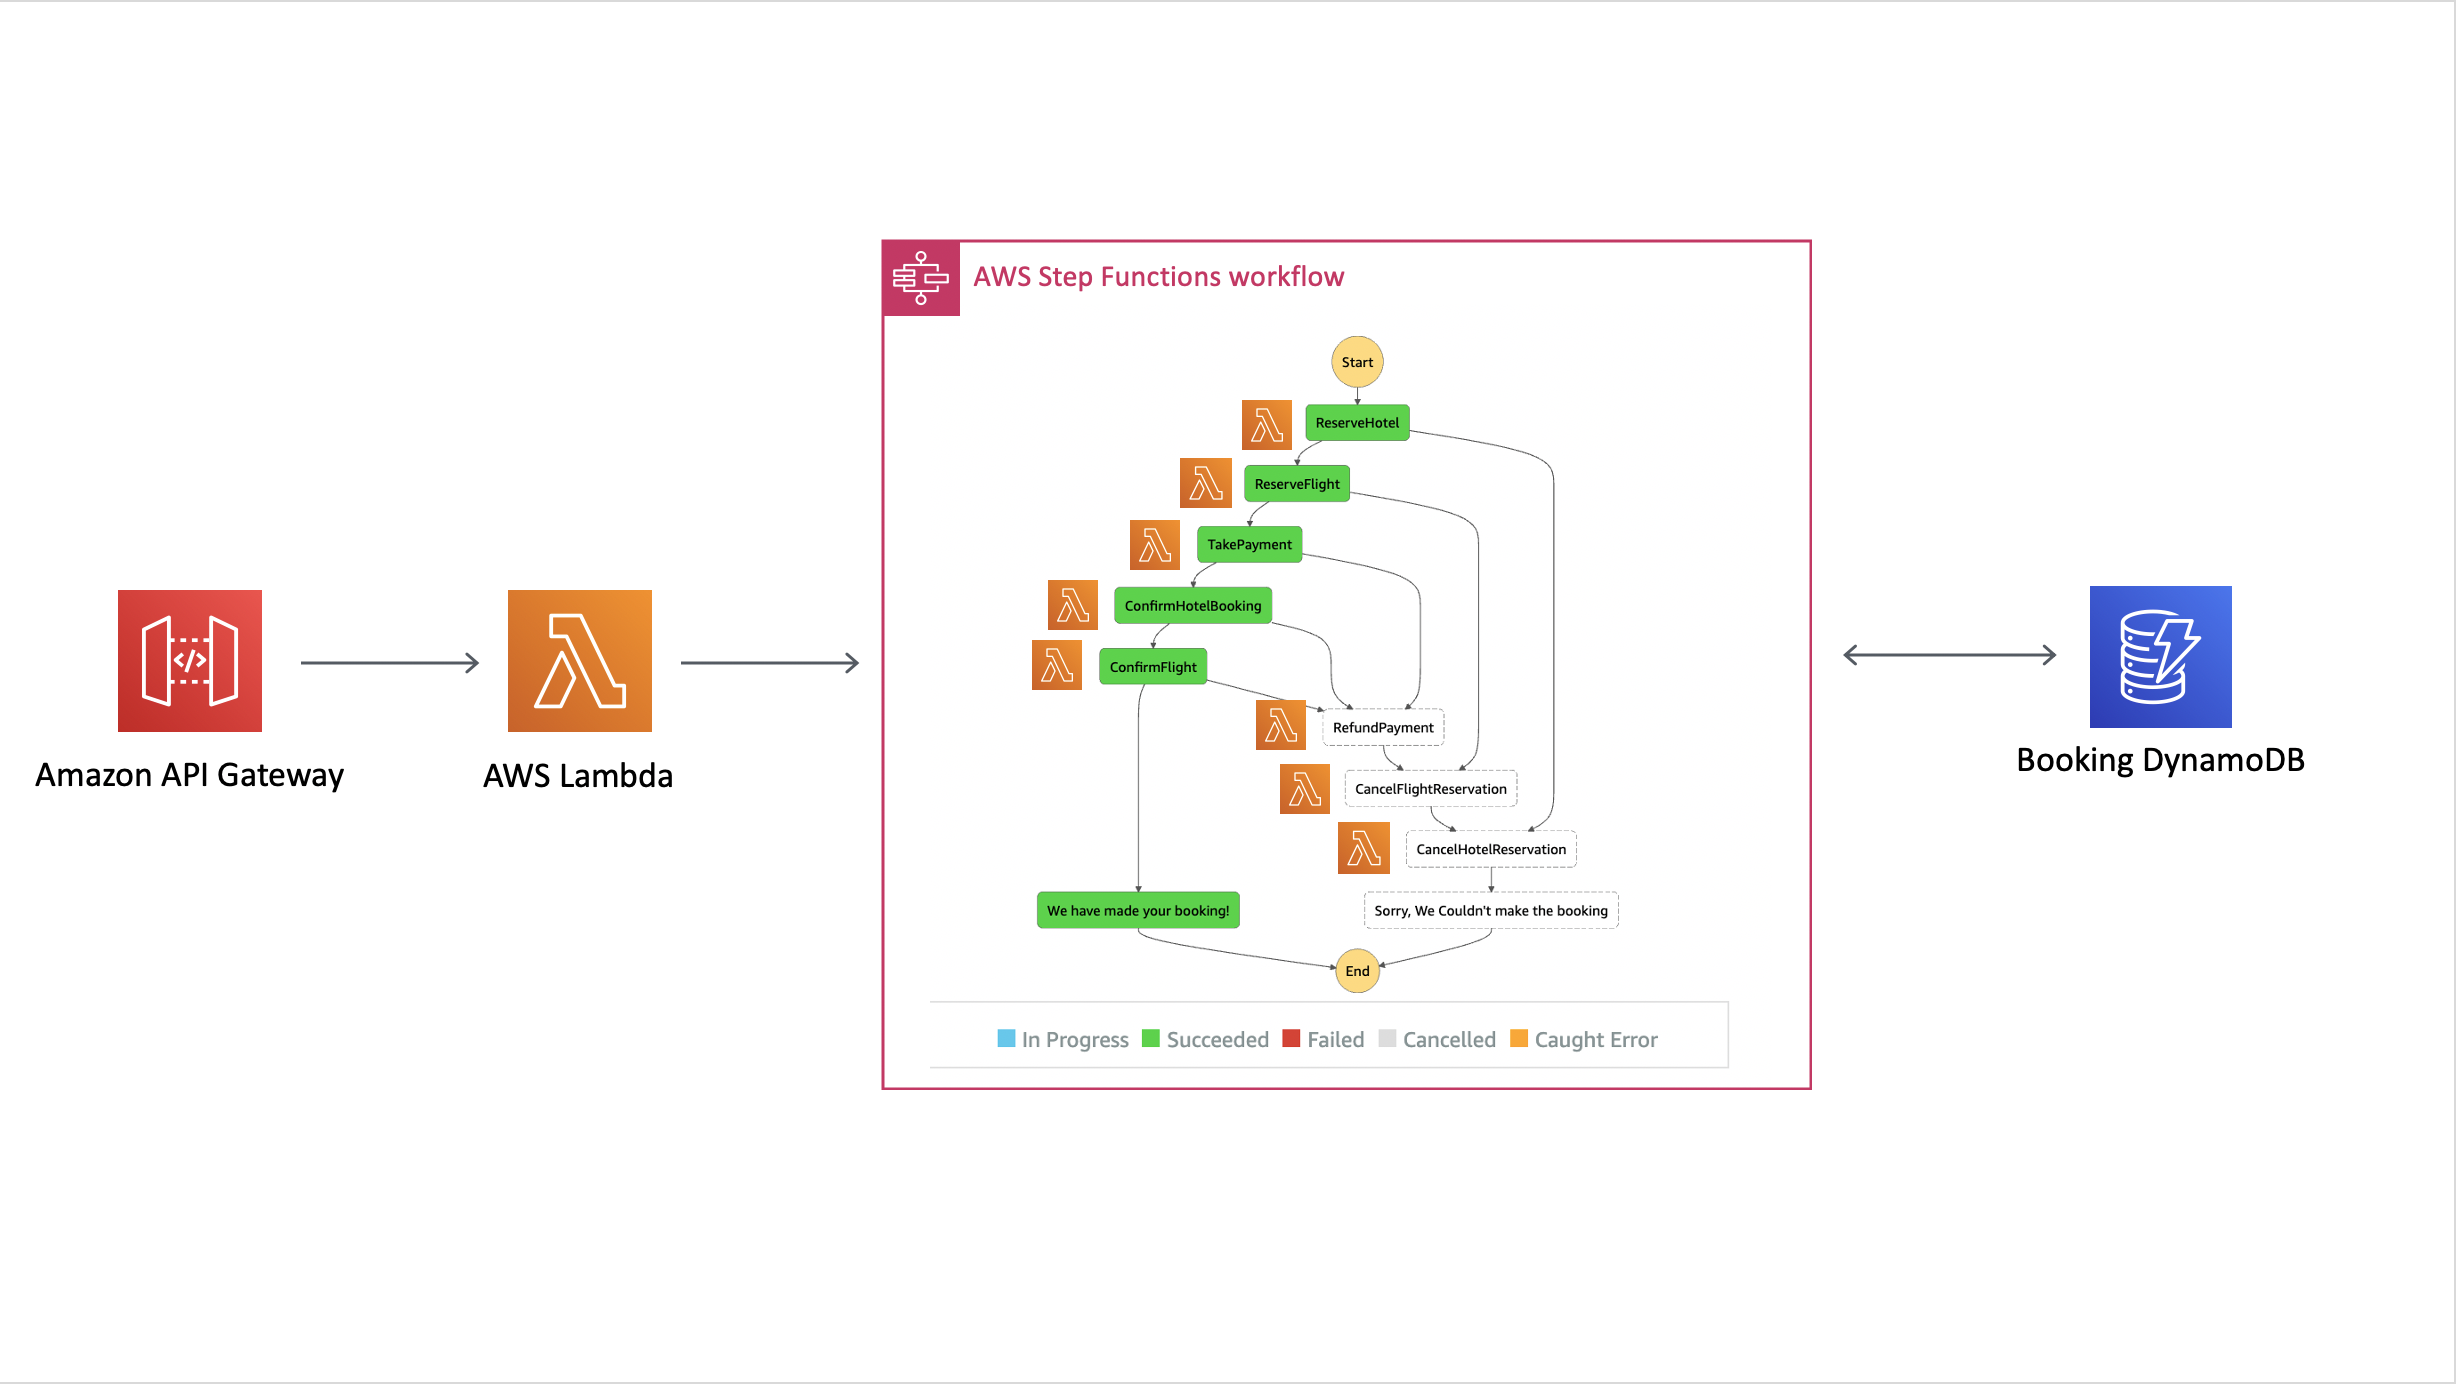 AWS Step Functions workflow
Start
ReserveHotel
ReserveFlight
TakePayment
ConfirmHotelBooking
ConfirmFlight
RefundPayment
CancelFlightReservation
CancelHotelReservation
We have made your booking!
Sorry, We Couldn't make the booking
End
In Progress Succeeded Failed Cancelled Caught Error
</>
Amazon API Gateway
AWS Lambda
Booking DynamoDB